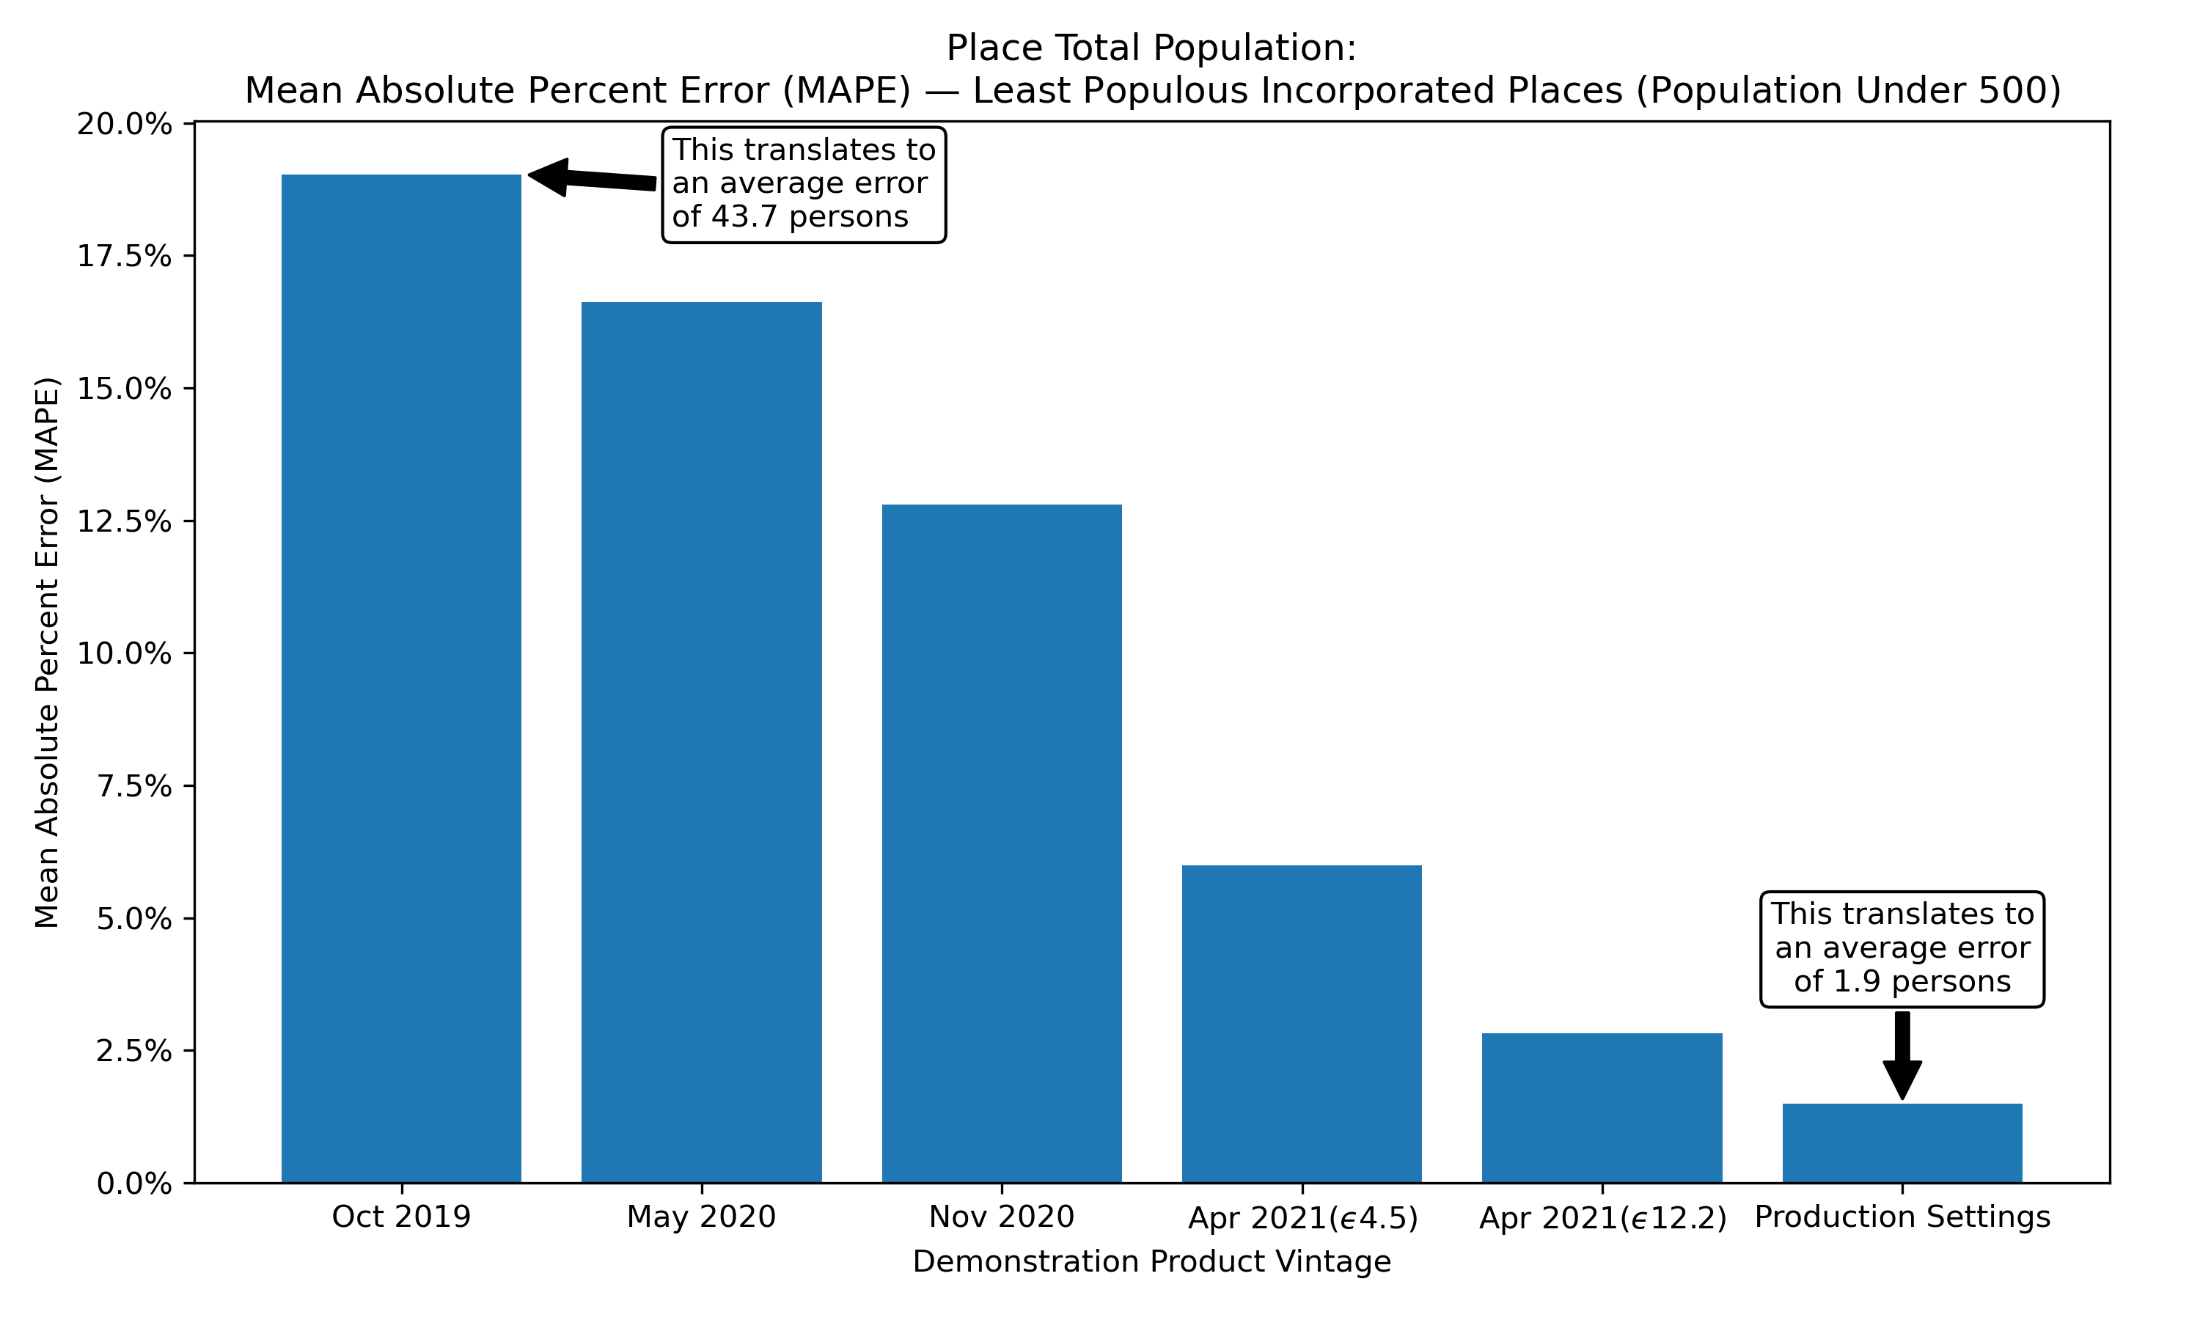 Place Total Population:
Mean Absolute Percent Error (MAPE) — Least Populous Incorporated Places (Population Under 500)
20.0%
17.5%
15.0%
12.5%
10.0%
7.5%
5.0%
2.5%
0.0%
Mean Absolute Percent Error (MAPE)
This translates to
an average error
of 43.7 persons
This translates to
an average error
of 1.9 persons
Oct 2019
May 2020
Nov 2020
Apr 2021(ϵ4.5)
Apr 2021(ϵ12.2)
Production Settings
Demonstration Product Vintage